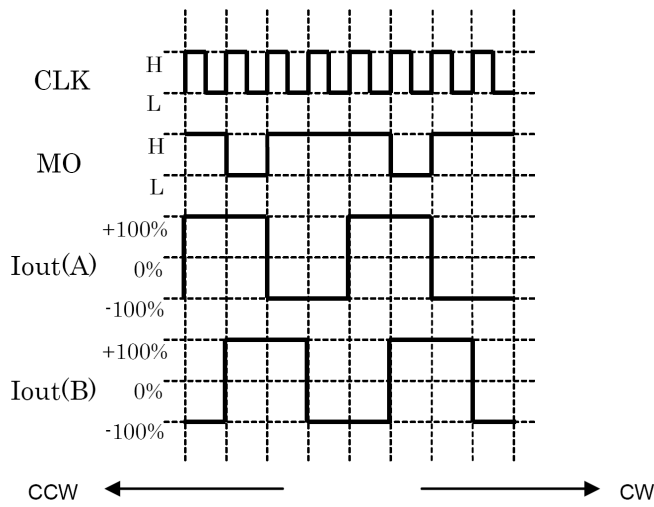 CLK
H
L
MO
H
L
Iout(A)
+100%
0%
-100%
Iout(B)
+100%
0%
-100%
CCW
CW